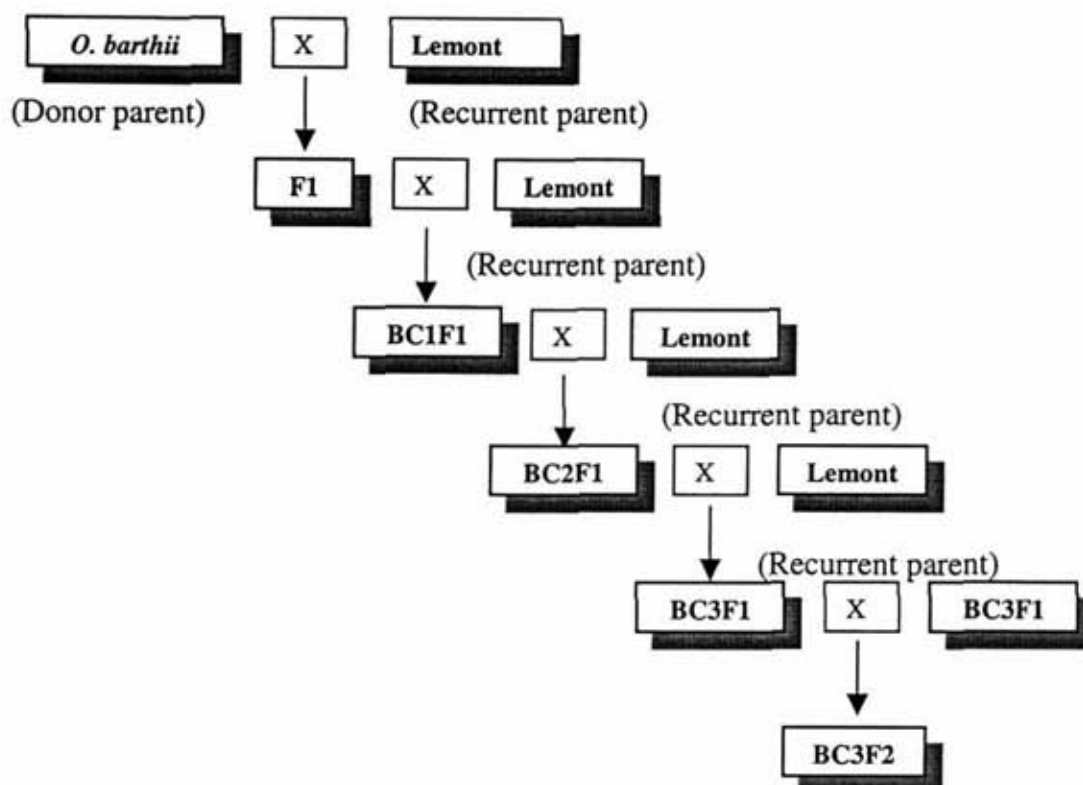 O. barthii X Lemont
(Donor parent) (Recurrent parent)
F1 X Lemont
(Recurrent parent)
BC1F1 X Lemont
(Recurrent parent)
BC2F1 X Lemont
(Recurrent parent)
BC3F1 X BC3F1
BC3F2